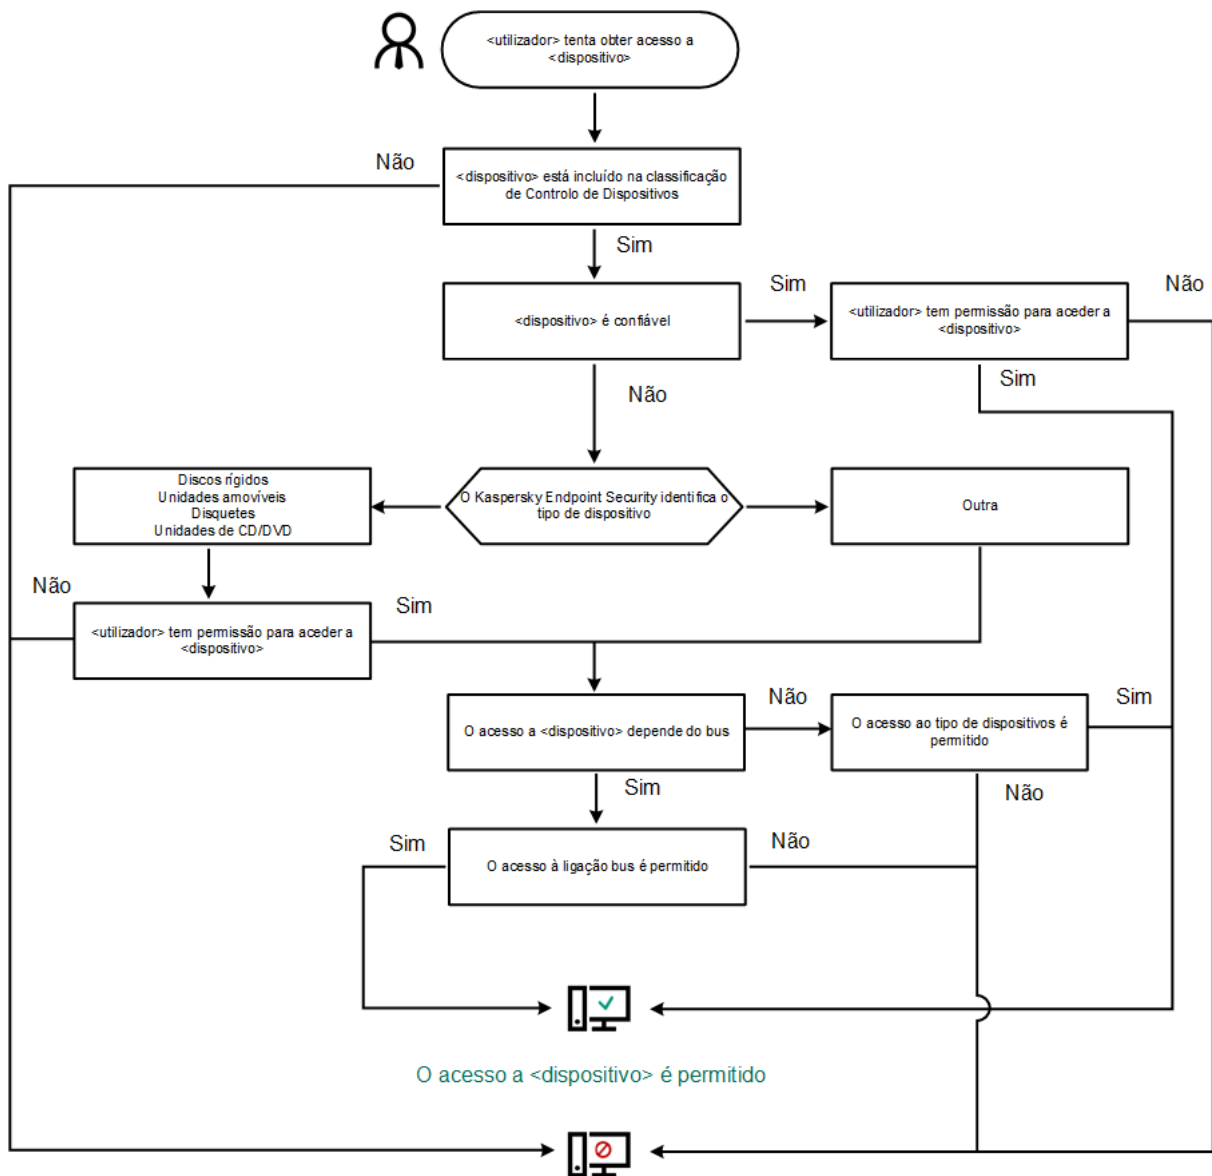 <utilizador> tenta obter acesso a
<dispositivo>
Não
<dispositivo> está incluído na classificação
de Controlo de Dispositivos
Sim
<dispositivo> é confiável
Sim
<utilizador> tem permissão para aceder a
<dispositivo>
Não
Não
Sim
Discos rígidos
Unidades amovíveis
Disquetes
Unidades de CD/DVD
O Kaspersky Endpoint Security identifica o
tipo de dispositivo
Outra
Não
<utilizador> tem permissão para aceder a
<dispositivo>
Sim
O acesso a <dispositivo> depende do bus
Não
O acesso ao tipo de dispositivos é
permitido
Sim
Sim
Não
Sim
O acesso à ligação bus é permitido
Não
O acesso a <dispositivo> é permitido